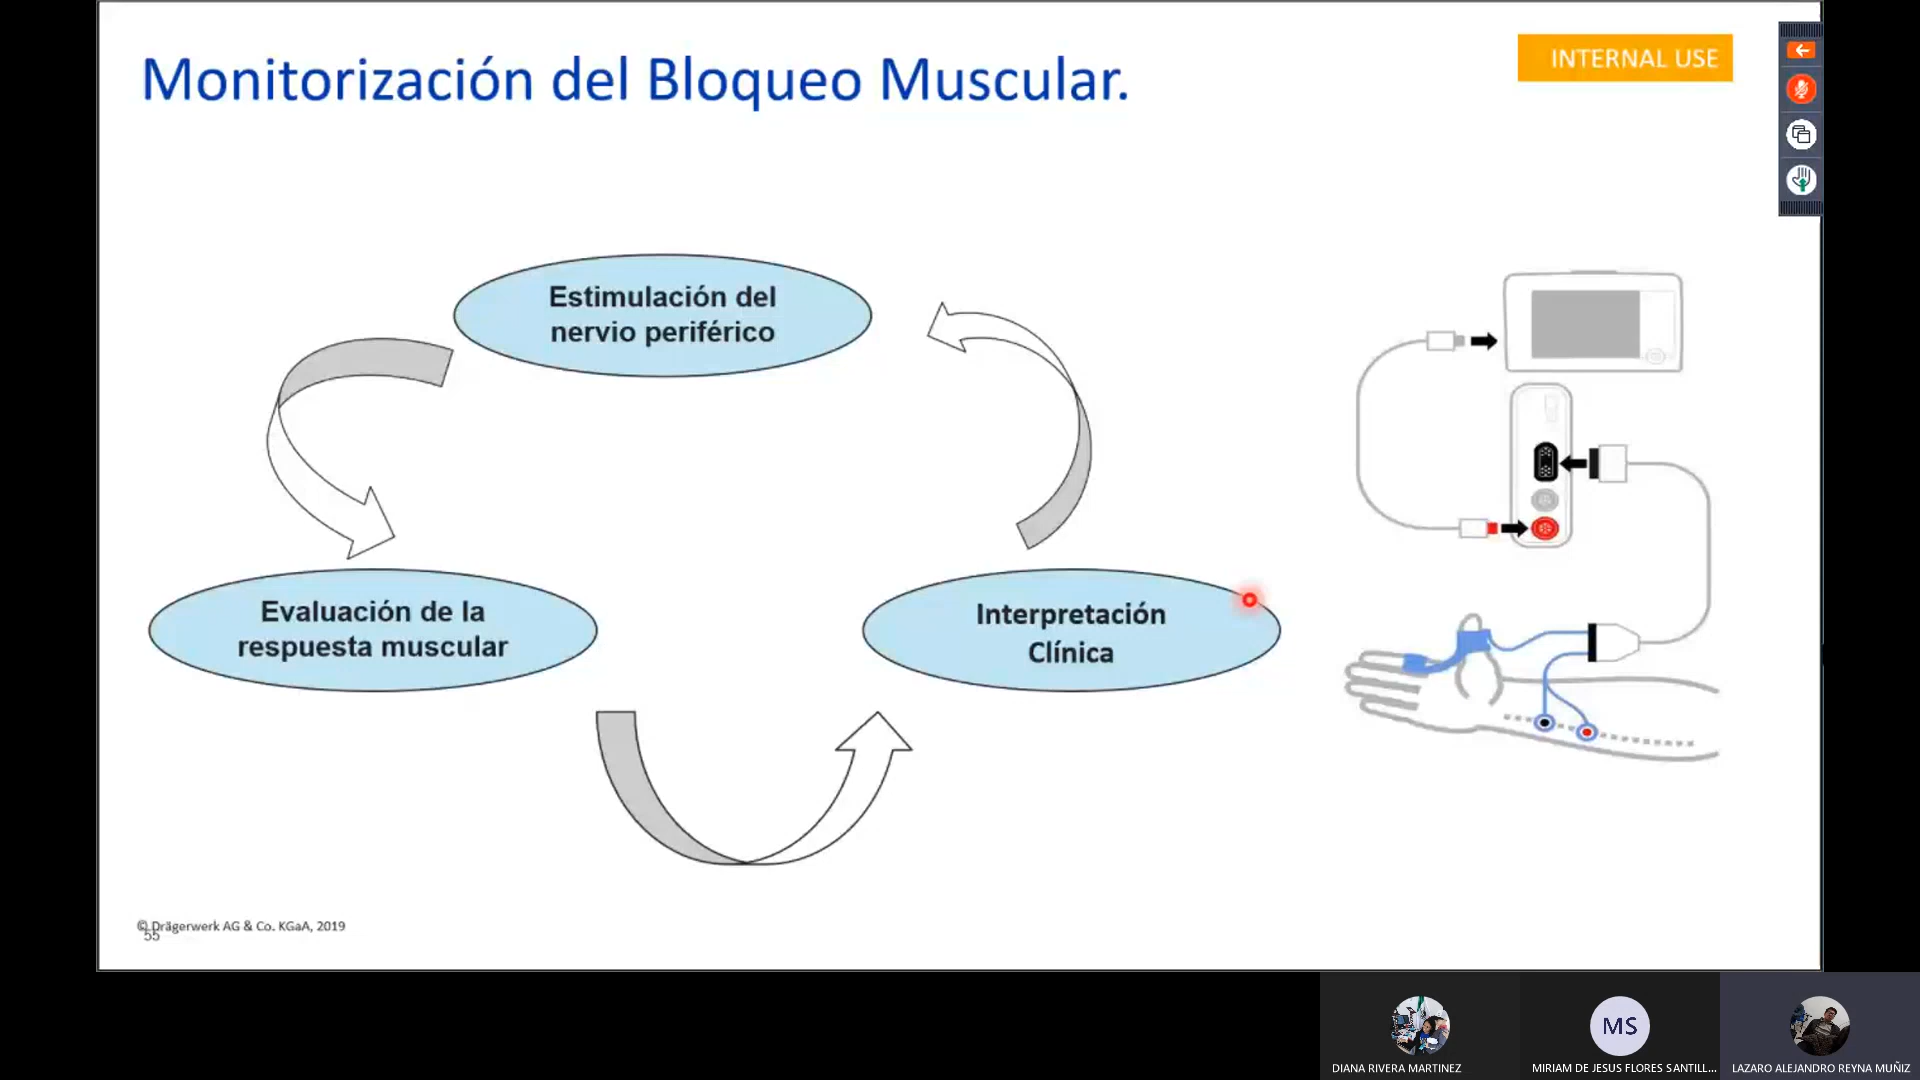 Monitorización del Bloqueo Muscular.
INTERNAL USE
Estimulación del
nervio periférico
Evaluación de la
respuesta muscular
Interpretación
Clínica
© Drägerwerk AG & Co. KGaA, 2019
55
MS
DIANA RIVERA MARTINEZ
MIRIAM DE JESUS FLORES SANTILL...
LAZARO ALEJANDRO REYNA MUÑIZ